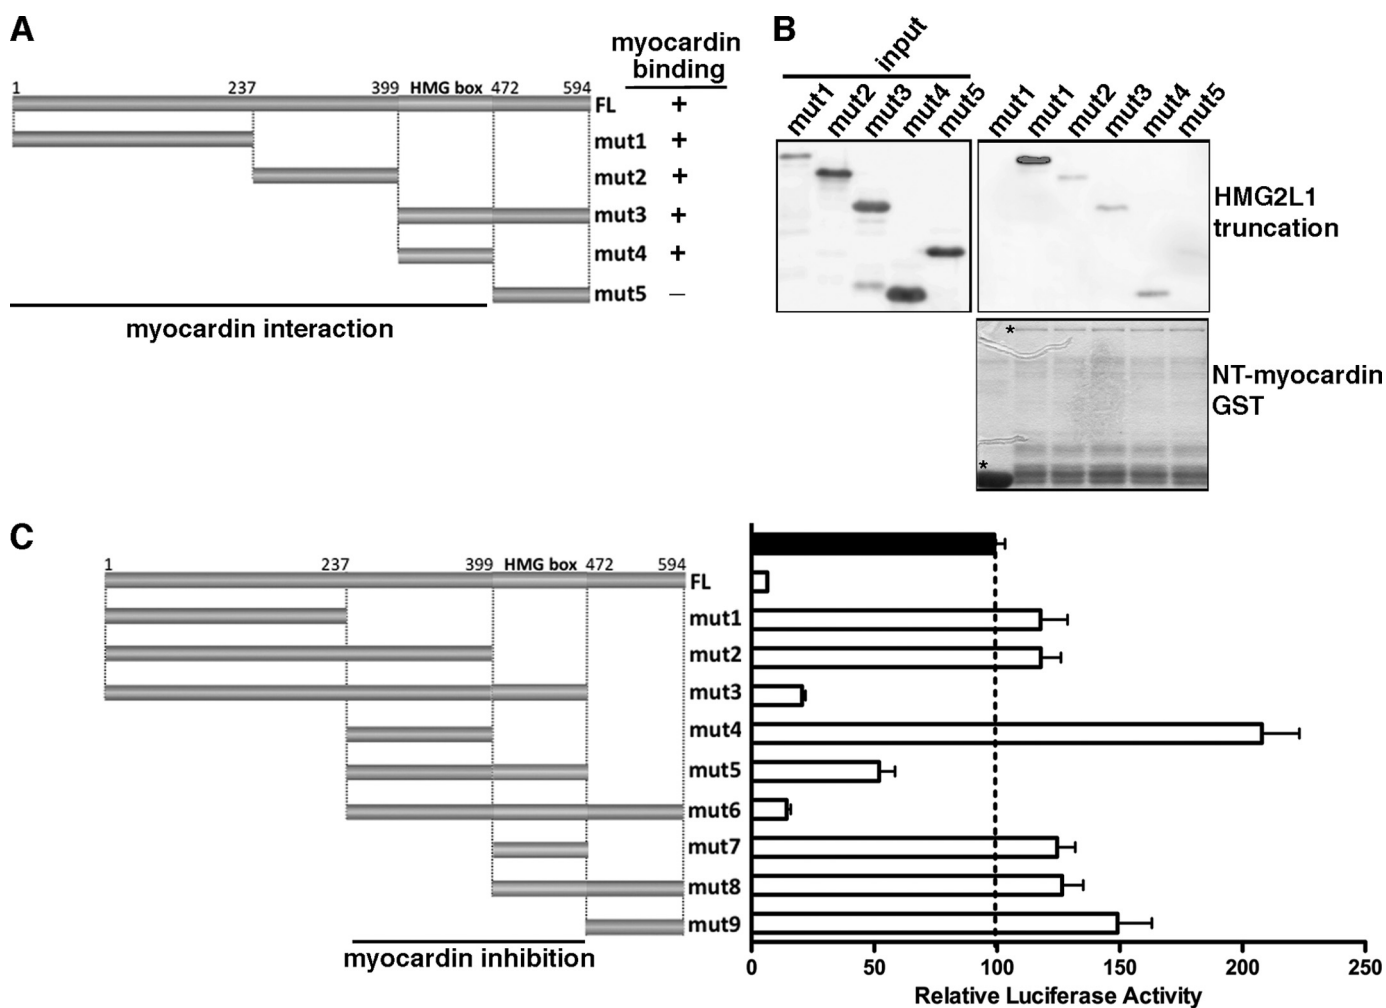 A
myocardin
binding
1 237 399 HMG box 472 594
FL +
mut1 +
mut2 +
mut3 +
mut4 +
mut5 –
myocardin interaction
B
input
mut1 mut2 mut3 mut4 mut5 mut1 mut1 mut2 mut3 mut4 mut5
HMG2L1
truncation
*
NT-myocardin
GST
*
C
1 237 399 HMG box 472 594
FL
mut1
mut2
mut3
mut4
mut5
mut6
mut7
mut8
mut9
myocardin inhibition
0 50 100 150 200 250
Relative Luciferase Activity